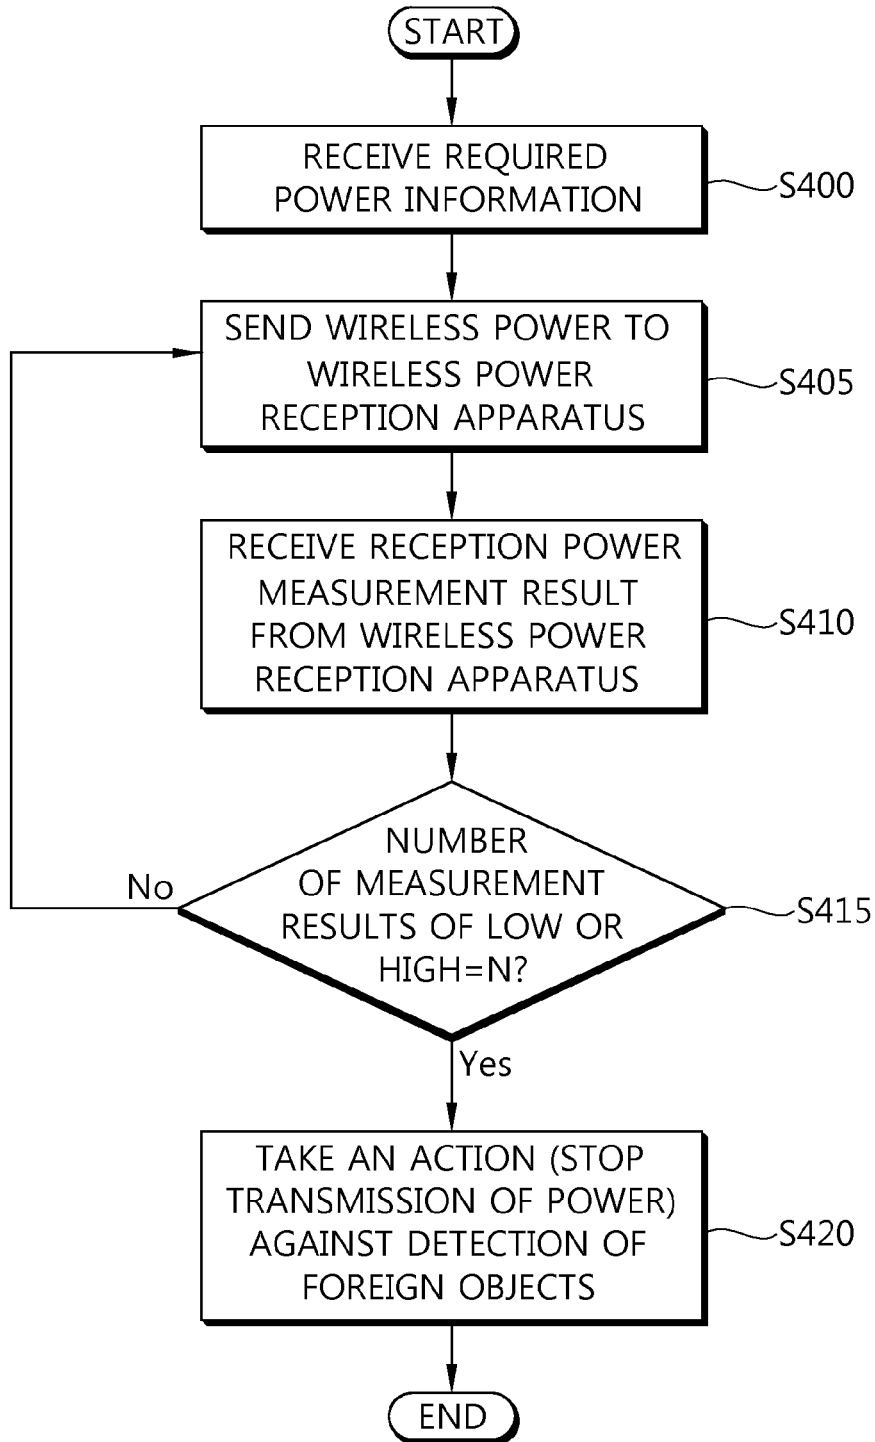 START
RECEIVE REQUIRED
POWER INFORMATION
S400
SEND WIRELESS POWER TO
WIRELESS POWER
RECEPTION APPARATUS
S405
RECEIVE RECEPTION POWER
MEASUREMENT RESULT
FROM WIRELESS POWER
RECEPTION APPARATUS
S410
NUMBER
OF MEASUREMENT
RESULTS OF LOW OR
HIGH=N?
No
S415
Yes
TAKE AN ACTION (STOP
TRANSMISSION OF POWER)
AGAINST DETECTION OF
FOREIGN OBJECTS
S420
END